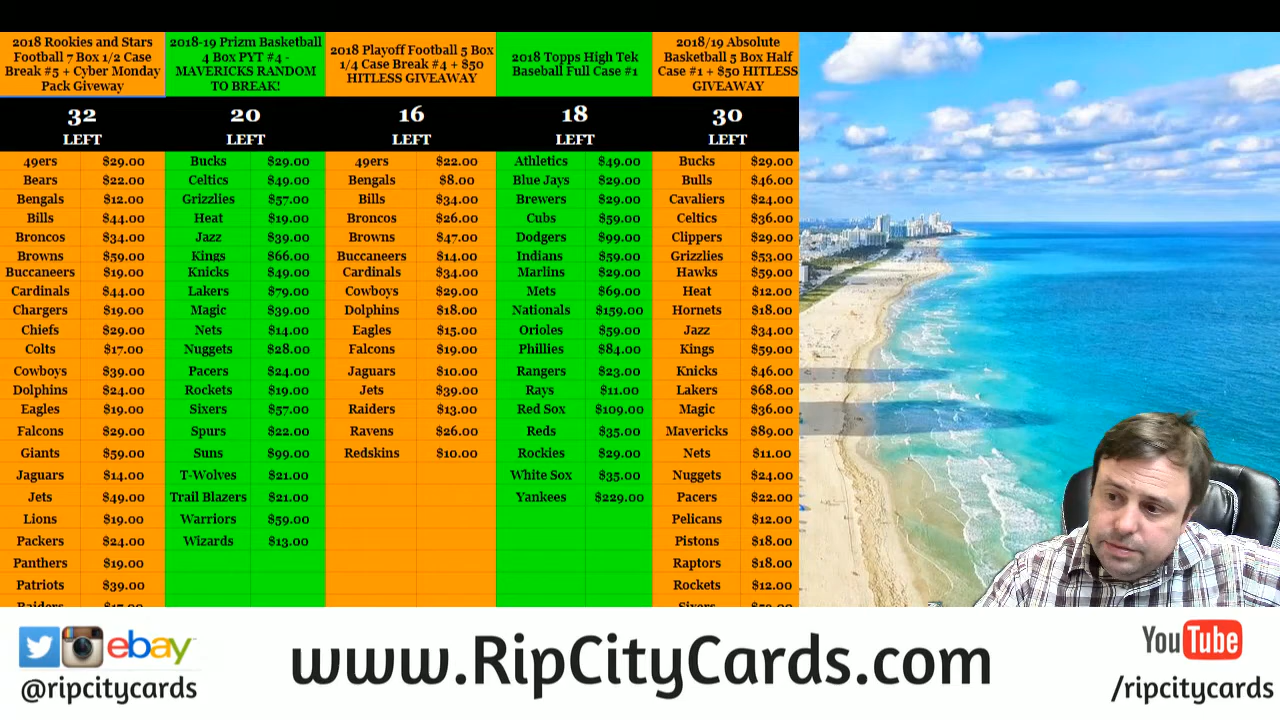 2018 Rookies and Stars
Football 7 Box 1/2 Case
Break #5 + Cyber Monday
Pack Giveway
32
LEFT
49ers $29.00
Bears $22.00
Bengals $12.00
Bills $44.00
Broncos $34.00
Browns $59.00
Buccaneers $19.00
Cardinals $44.00
Chargers $19.00
Chiefs $29.00
Colts $17.00
Cowboys $39.00
Dolphins $24.00
Eagles $19.00
Falcons $29.00
Giants $59.00
Jaguars $14.00
Jets $49.00
Lions $19.00
Packers $24.00
Panthers $19.00
Patriots $39.00
2018-19 Prizm Basketball
4 Box PYT #4 -
MAVERICKS RANDOM
TO BREAK!
20
LEFT
Bucks $29.00
Celtics $49.00
Grizzlies $57.00
Heat $19.00
Jazz $39.00
Kings $66.00
Knicks $49.00
Lakers $79.00
Magic $39.00
Nets $14.00
Nuggets $28.00
Pacers $24.00
Rockets $19.00
Sixers $57.00
Spurs $22.00
Suns $99.00
T-Wolves $21.00
Trail Blazers $21.00
Warriors $59.00
Wizards $13.00
2018 Playoff Football 5 Box
1/4 Case Break #4 + $50
HITLESS GIVEAWAY
16
LEFT
49ers $22.00
Bengals $8.00
Bills $34.00
Broncos $26.00
Browns $47.00
Buccaneers $14.00
Cardinals $34.00
Cowboys $29.00
Dolphins $18.00
Eagles $15.00
Falcons $19.00
Jaguars $10.00
Jets $39.00
Raiders $13.00
Ravens $26.00
Redskins $10.00
2018 Topps High Tek
Baseball Full Case #1
18
LEFT
Athletics $49.00
Blue Jays $29.00
Brewers $29.00
Cubs $59.00
Dodgers $99.00
Indians $59.00
Marlins $29.00
Mets $69.00
Nationals $159.00
Orioles $59.00
Phillies $84.00
Rangers $23.00
Rays $11.00
Red Sox $109.00
Reds $35.00
Rockies $29.00
White Sox $35.00
Yankees $229.00
2018/19 Absolute
Basketball 5 Box Half
Case #1 + $50 HITLESS
GIVEAWAY
30
LEFT
Bucks $29.00
Bulls $46.00
Cavaliers $24.00
Celtics $36.00
Clippers $29.00
Grizzlies $53.00
Hawks $59.00
Heat $12.00
Hornets $18.00
Jazz $34.00
Kings $59.00
Knicks $46.00
Lakers $68.00
Magic $36.00
Mavericks $89.00
Nets $11.00
Nuggets $24.00
Pacers $22.00
Pelicans $12.00
Pistons $18.00
Raptors $18.00
Rockets $12.00
ebay
@ripcitycards
www.RipCityCards.com
YouTube
/ripcitycards